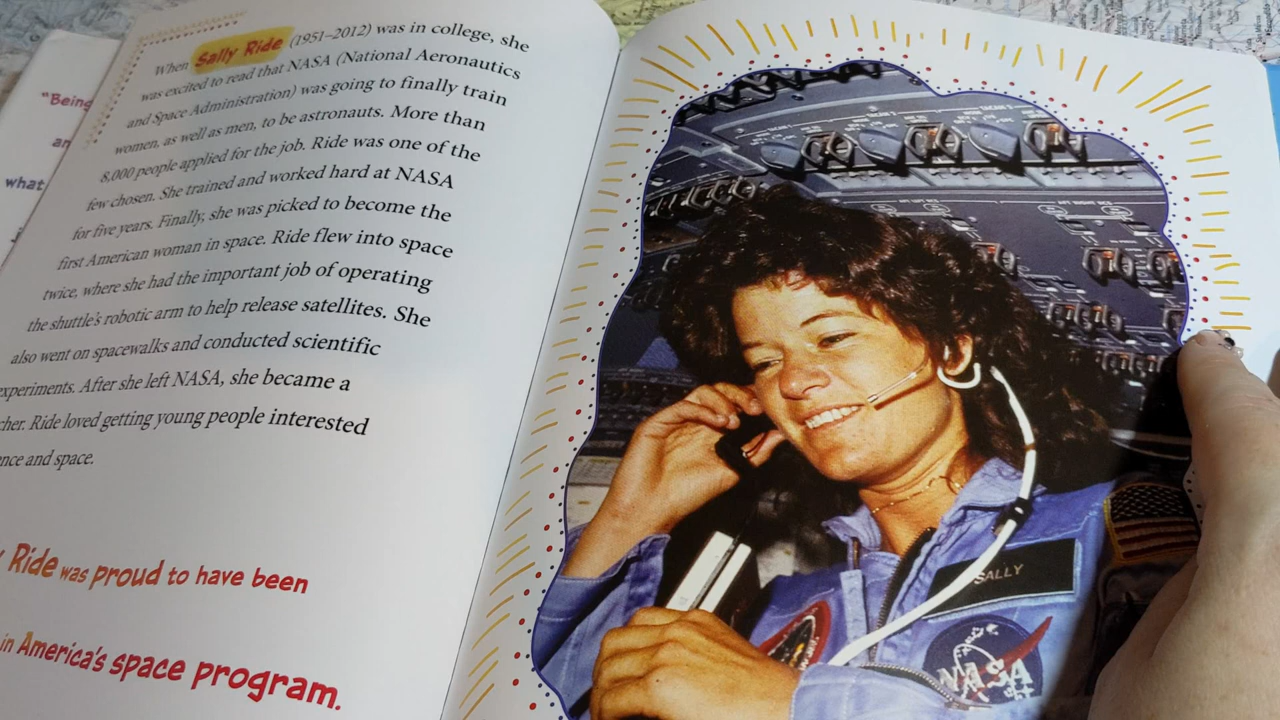 "Being
an
what
When Sally Ride (1951–2012) was in college, she
was excited to read that NASA (National Aeronautics
and Space Administration) was going to finally train
women, as well as men, to be astronauts. More than
8,000 people applied for the job. Ride was one of the
few chosen. She trained and worked hard at NASA
for five years. Finally, she was picked to become the
first American woman in space. Ride flew into space
twice, where she had the important job of operating
the shuttle's robotic arm to help release satellites. She
also went on spacewalks and conducted scientific
experiments. After she left NASA, she became a
cher. Ride loved getting young people interested
ence and space.
y Ride was proud to have been
in America's space program.
SALLY
NASA